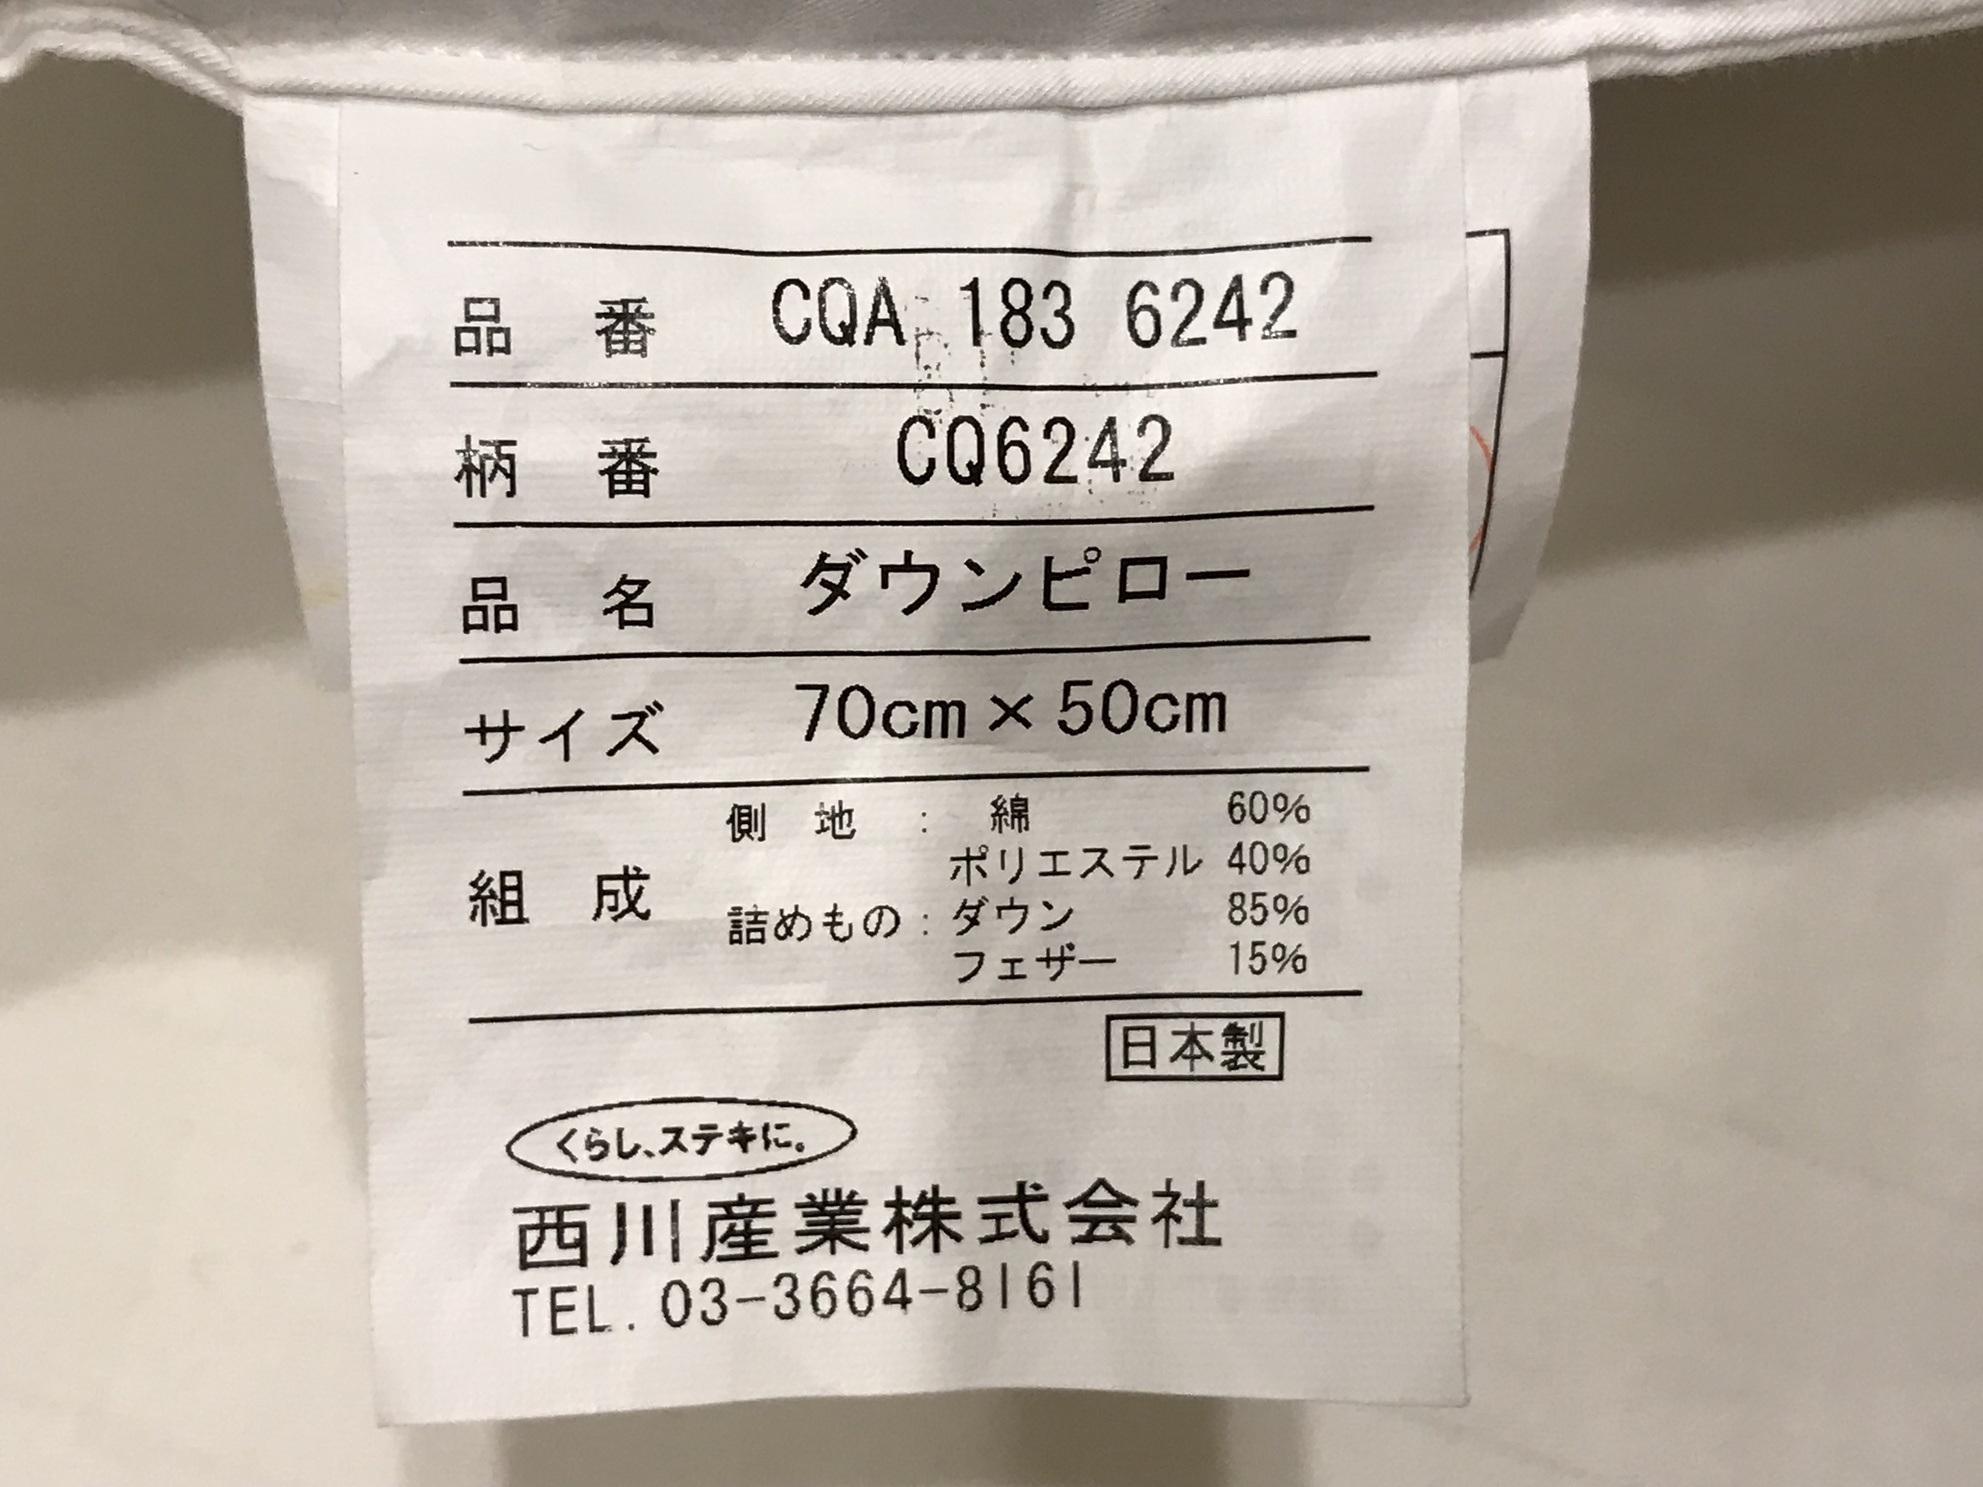 品番 CQA 183 6242
柄番 CQ6242
品名 ダウンピロー
サイズ 70cm×50cm
組成 側地: 綿 60%
ポリエステル 40%
詰めもの: ダウン 85%
フェザー 15%
日本製
くらし、ステキに。
西川産業株式会社
TEL. 03-3664-8161